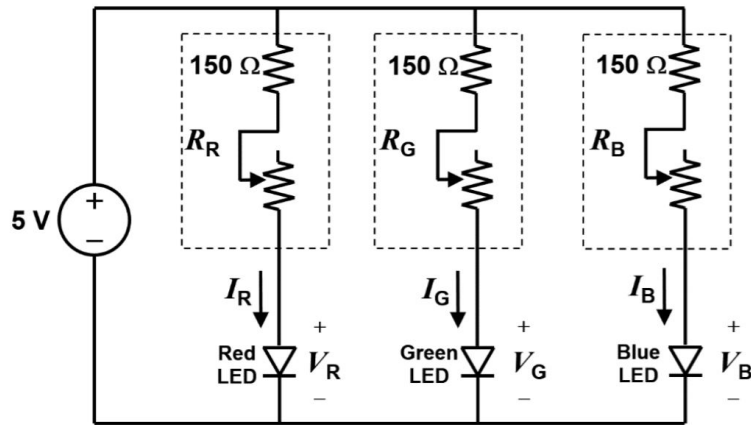 150 Ω 150 Ω 150 Ω
R_R R_G R_B
+
5 V
−
I_R I_G I_B
+ + +
Red Green Blue
LED V_R LED V_G LED V_B
− − −